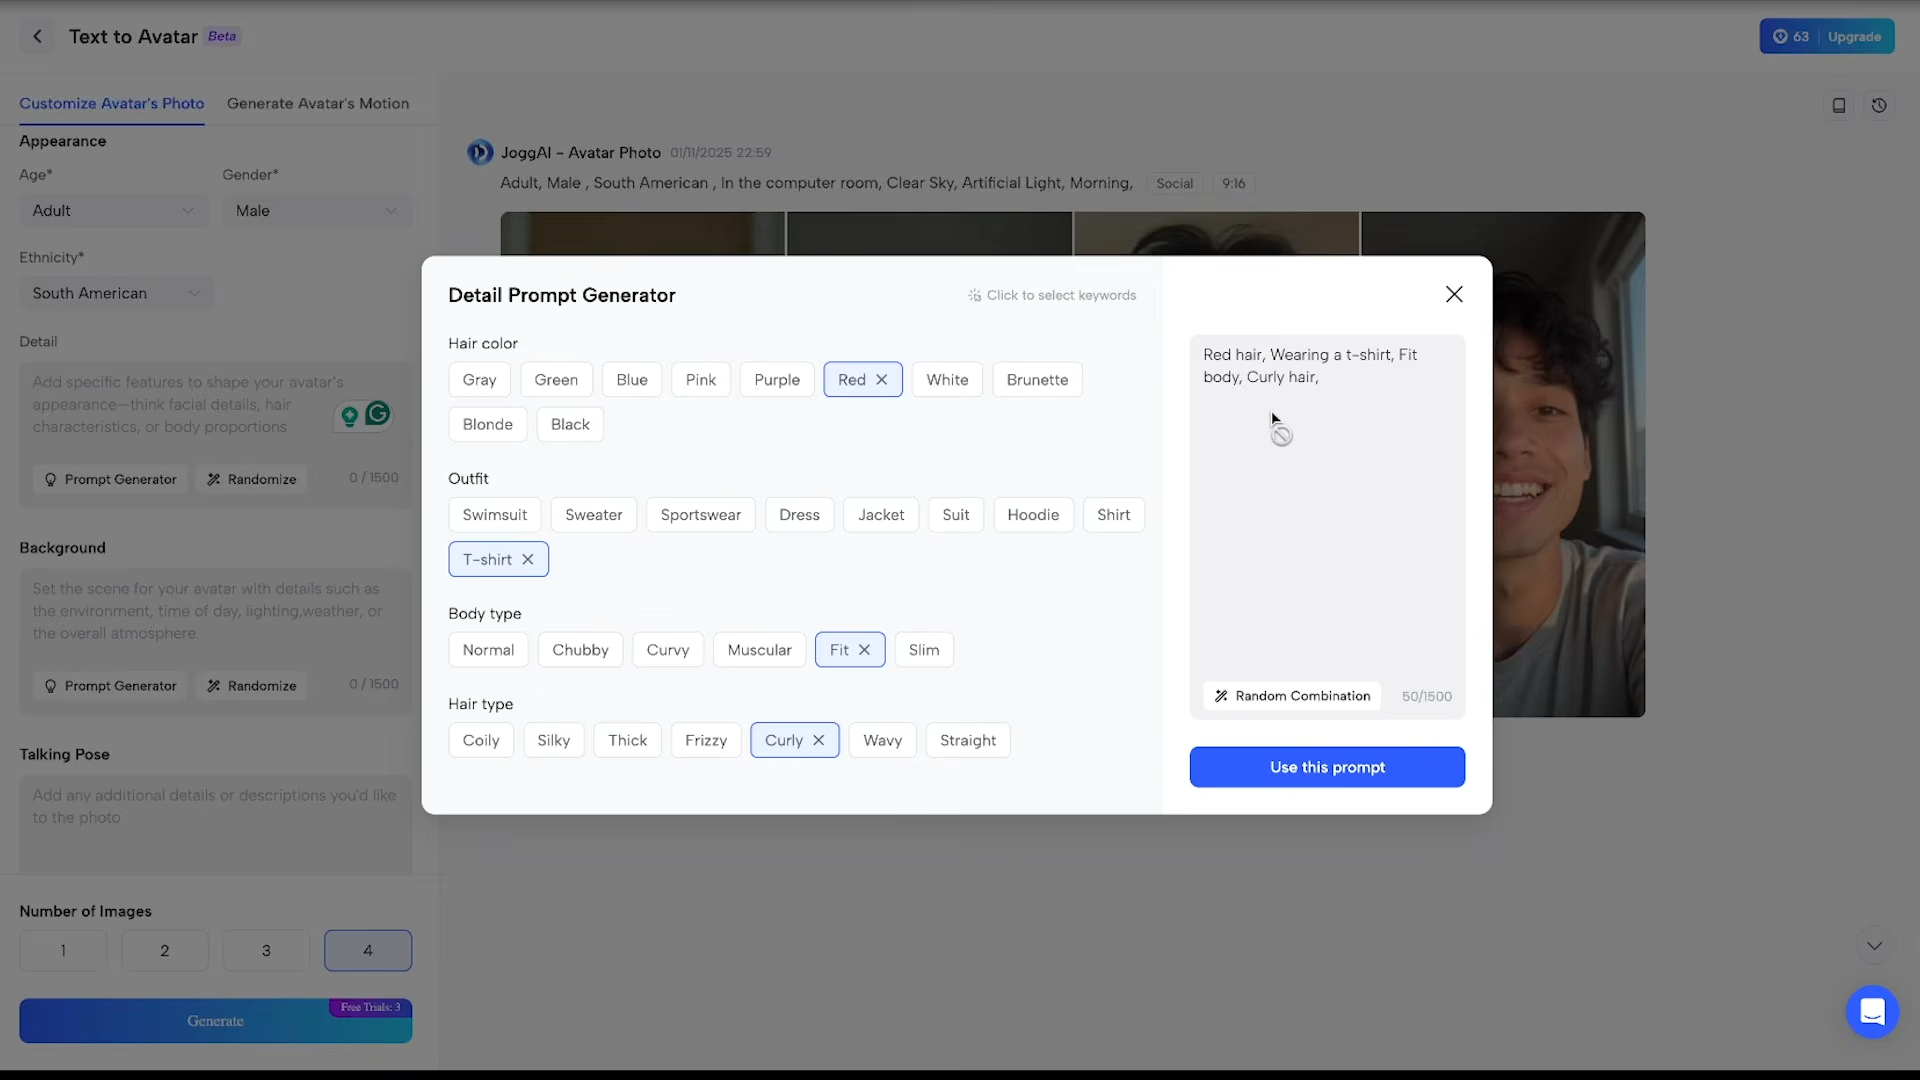 Text to Avatar Beta
63 Upgrade
Customize Avatar's Photo Generate Avatar's Motion
Appearance
Age* Gender*
Adult Male
Ethnicity*
South American
Detail
Add specific features to shape your avatar's
appearance—think facial details, hair
characteristics, or body proportions
Prompt Generator Randomize 0 / 1500
Background
Set the scene for your avatar with details such as
the environment, time of day, lighting,weather, or
the overall atmosphere.
Prompt Generator Randomize 0 / 1500
Talking Pose
Add any additional details or descriptions you'd like
to the photo
Number of Images
1 2 3 4
Free Trials: 3
Generate
JoggAI - Avatar Photo 01/11/2025 22:59
Adult, Male , South American , In the computer room, Clear Sky, Artificial Light, Morning, Social 9:16
Detail Prompt Generator Click to select keywords
Hair color
Gray Green Blue Pink Purple Red White Brunette
Blonde Black
Outfit
Swimsuit Sweater Sportswear Dress Jacket Suit Hoodie Shirt
T-shirt
Body type
Normal Chubby Curvy Muscular Fit Slim
Hair type
Coily Silky Thick Frizzy Curly Wavy Straight
Red hair, Wearing a t-shirt, Fit
body, Curly hair,
Random Combination 50/1500
Use this prompt